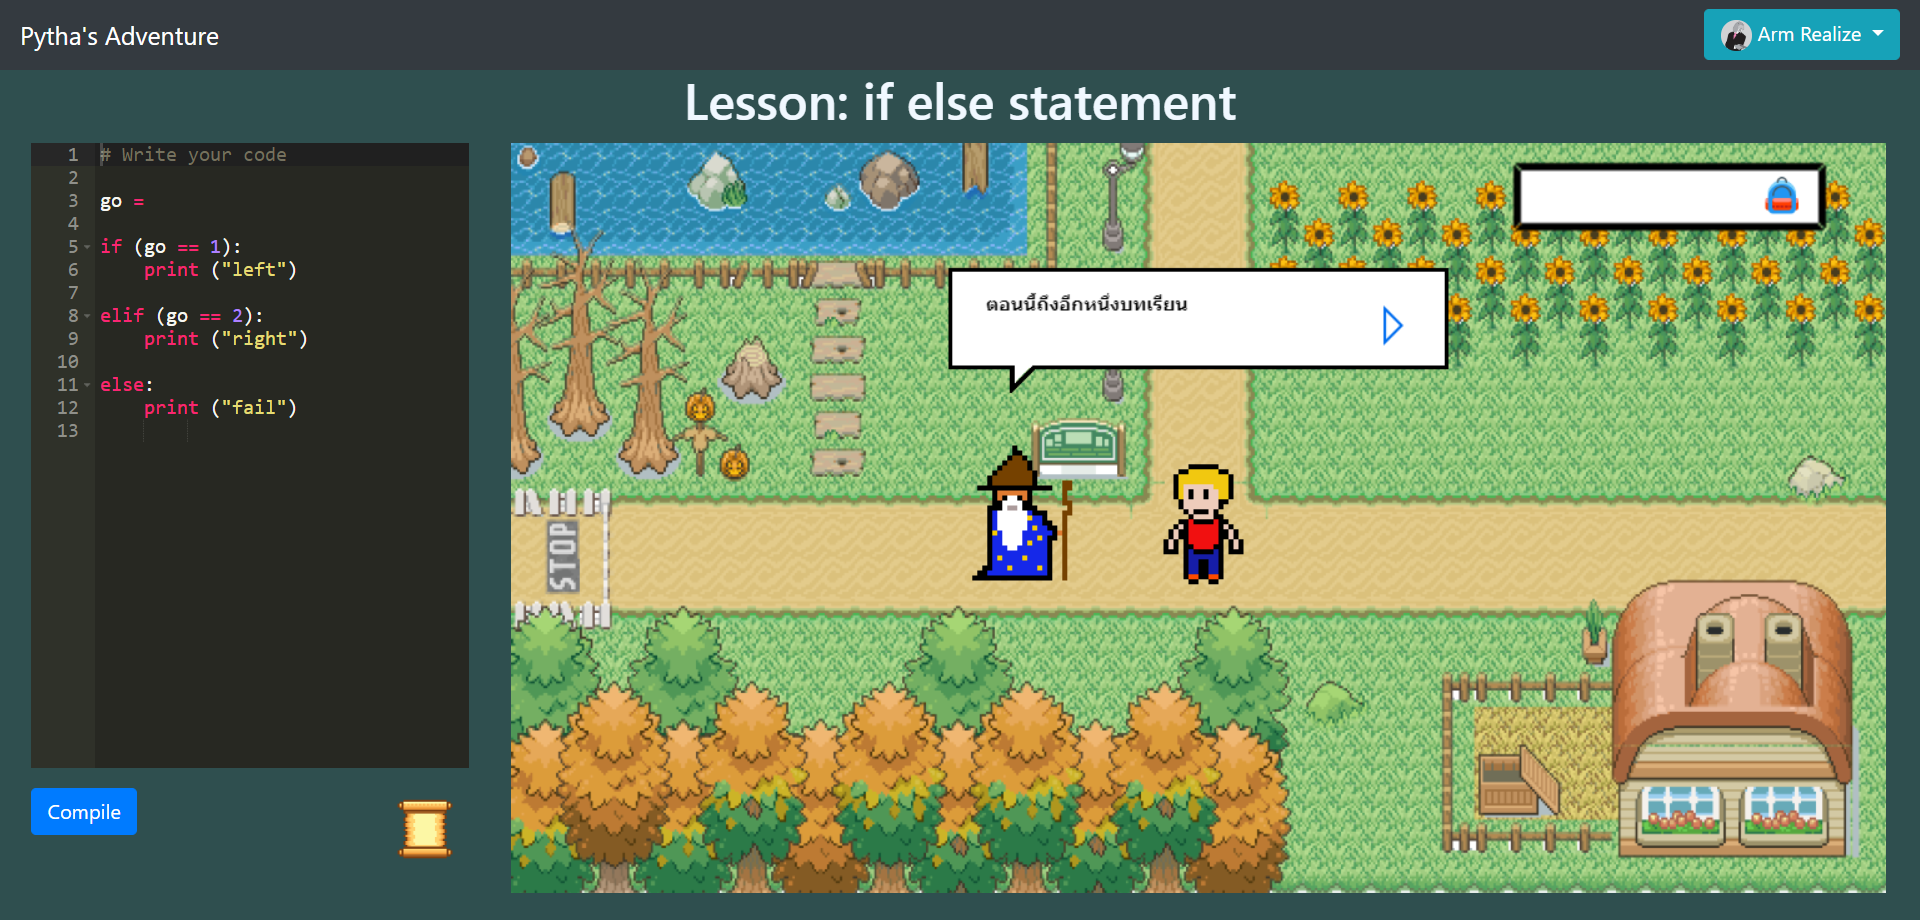 Pytha's Adventure
Arm Realize
Lesson: if else statement
1 # Write your code
2
3 go =
4
5 if (go == 1):
6     print ("left")
7
8 elif (go == 2):
9     print ("right")
10
11 else:
12     print ("fail")
13
Compile
ตอนนี้ถึงอีกหนึ่งบทเรียน
STOP